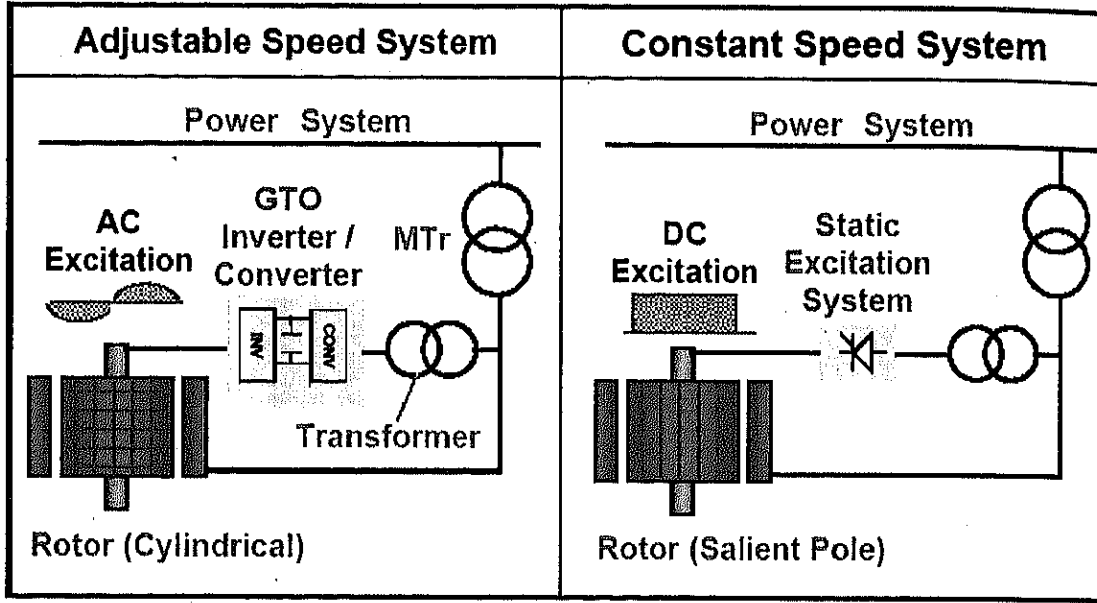 Adjustable Speed System
Power System
AC
Excitation
GTO
Inverter /
Converter
MTr
INV
CONV
Transformer
Rotor (Cylindrical)
Constant Speed System
Power System
DC
Excitation
Static
Excitation
System
Rotor (Salient Pole)